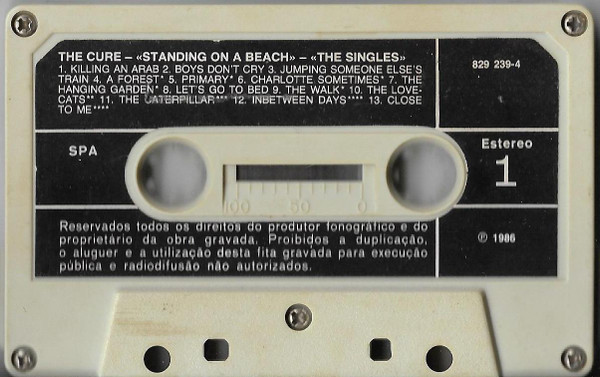 THE CURE – «STANDING ON A BEACH» – «THE SINGLES»
1. KILLING AN ARAB 2. BOYS DON'T CRY 3. JUMPING SOMEONE ELSE'S
TRAIN 4. A FOREST* 5. PRIMARY* 6. CHARLOTTE SOMETIMES* 7. THE
HANGING GARDEN* 8. LET'S GO TO BED 9. THE WALK* 10. THE LOVE-
CATS** 11. THE CATERPILLAR*** 12. INBETWEEN DAYS**** 13. CLOSE
TO ME****
829 239-4
SPA
Estereo
1
100 50 0
Reservados todos os direitos do produtor fonográfico e do
proprietário da obra gravada. Proibidos a duplicação,
o aluguer e a utilização desta fita gravada para execução
pública e radiodifusão não autorizados.
℗ 1986